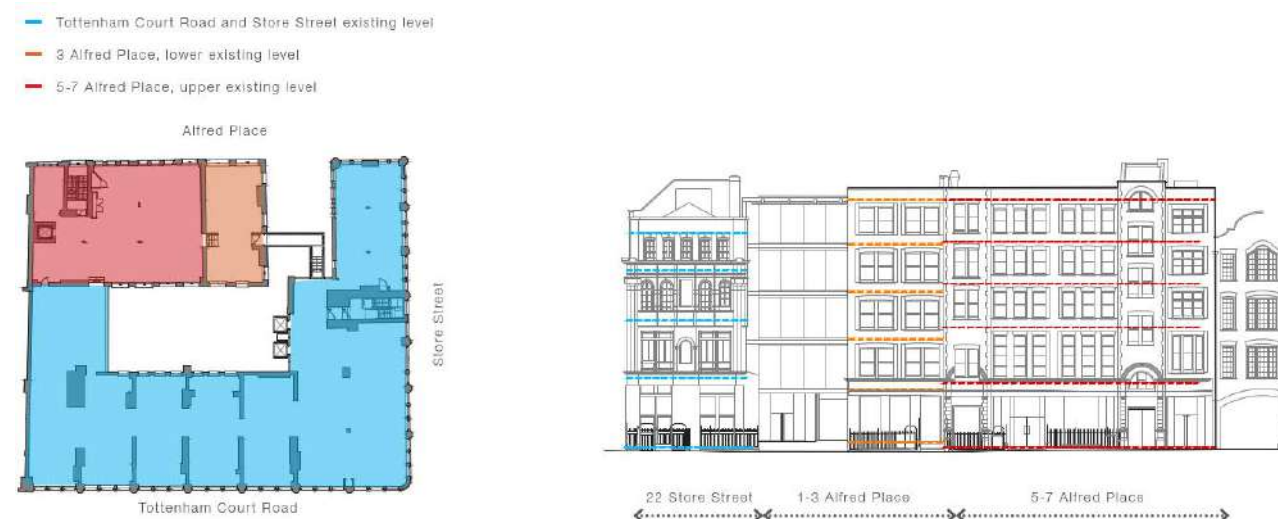 Tottenham Court Road and Store Street existing level
3 Alfred Place, lower existing level
5-7 Alfred Place, upper existing level
Alfred Place
Store Street
Tottenham Court Road
22 Store Street
1-3 Alfred Place
5-7 Alfred Place